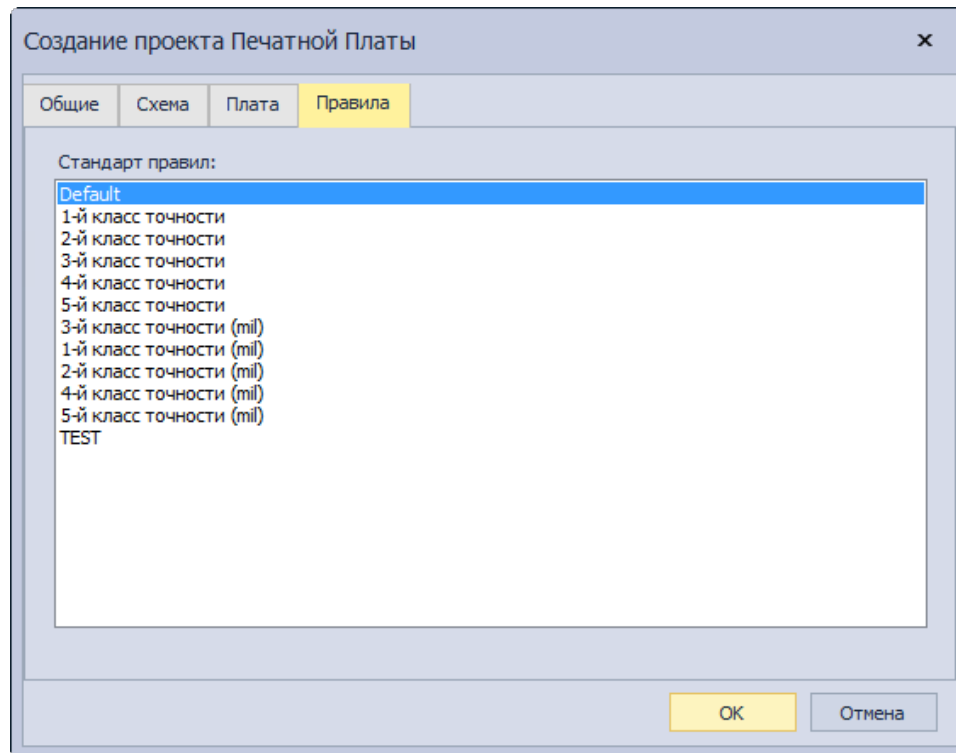 Создание проекта Печатной Платы
Общие Схема Плата Правила
Стандарт правил:
Default
1-й класс точности
2-й класс точности
3-й класс точности
4-й класс точности
5-й класс точности
3-й класс точности (mil)
1-й класс точности (mil)
2-й класс точности (mil)
4-й класс точности (mil)
5-й класс точности (mil)
TEST
OK Отмена